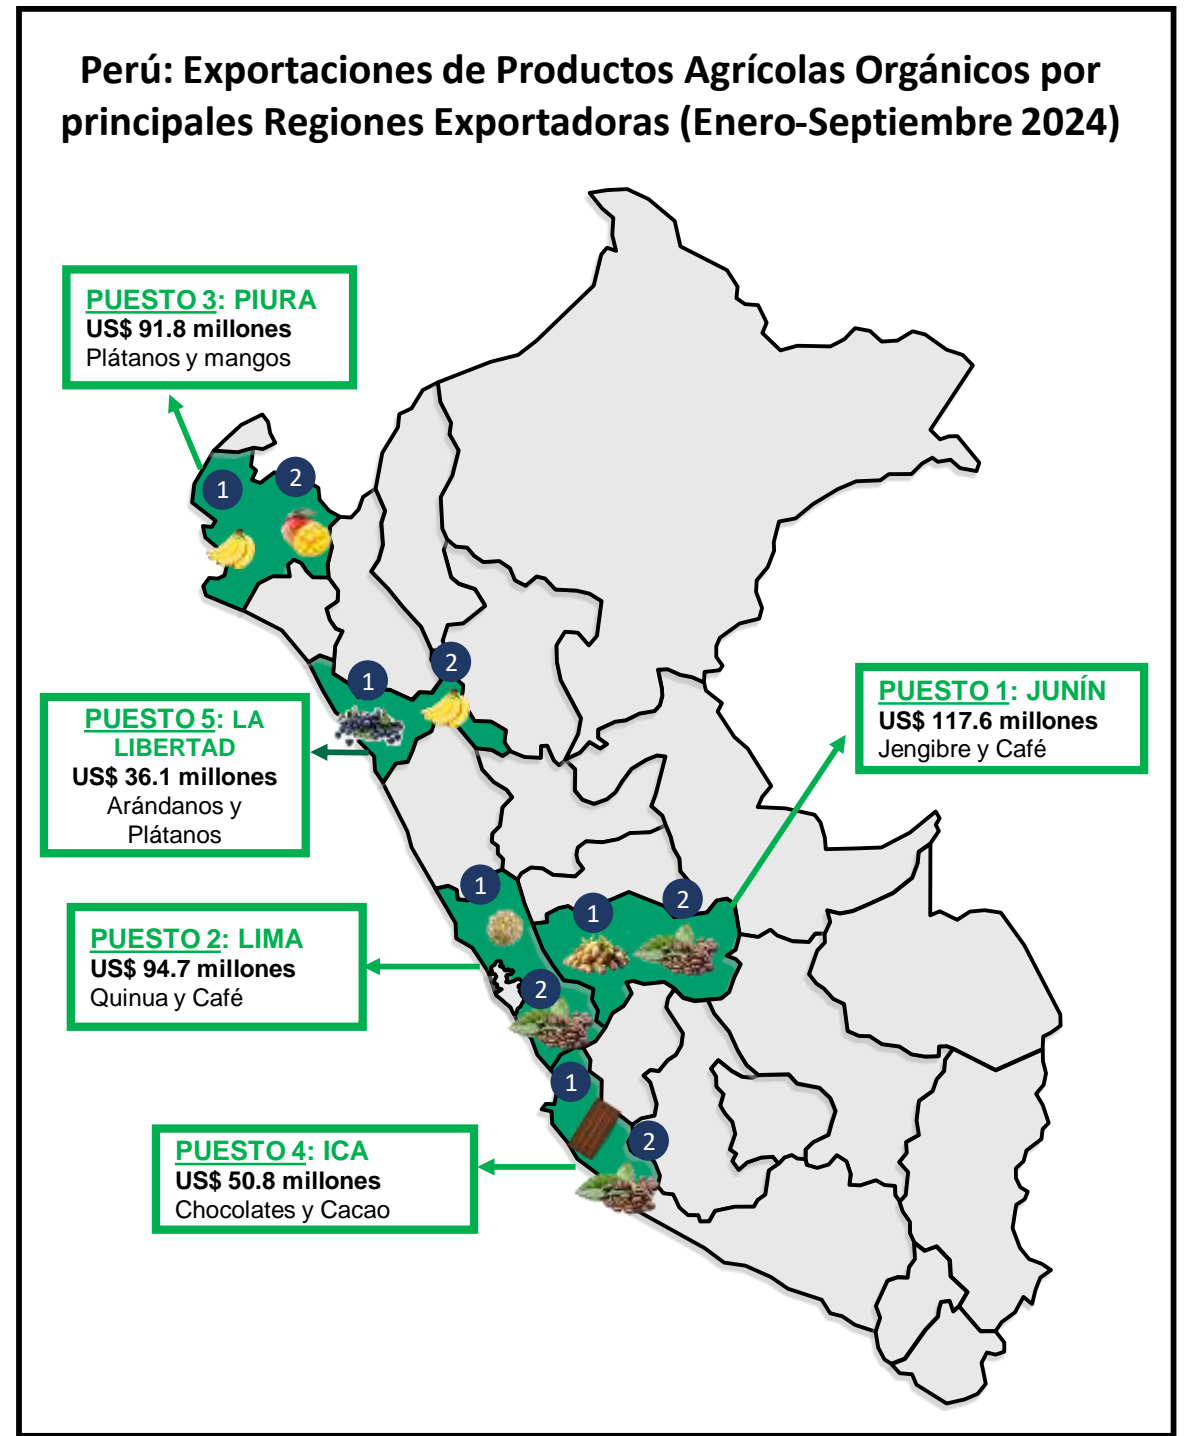 Perú: Exportaciones de Productos Agrícolas Orgánicos por
principales Regiones Exportadoras (Enero-Septiembre 2024)
PUESTO 3: PIURA
US$ 91.8 millones
Plátanos y mangos
1
2
1
2
PUESTO 5: LA
LIBERTAD
US$ 36.1 millones
Arándanos y
Plátanos
PUESTO 1: JUNÍN
US$ 117.6 millones
Jengibre y Café
1
2
1
2
PUESTO 2: LIMA
US$ 94.7 millones
Quinua y Café
1
2
PUESTO 4: ICA
US$ 50.8 millones
Chocolates y Cacao